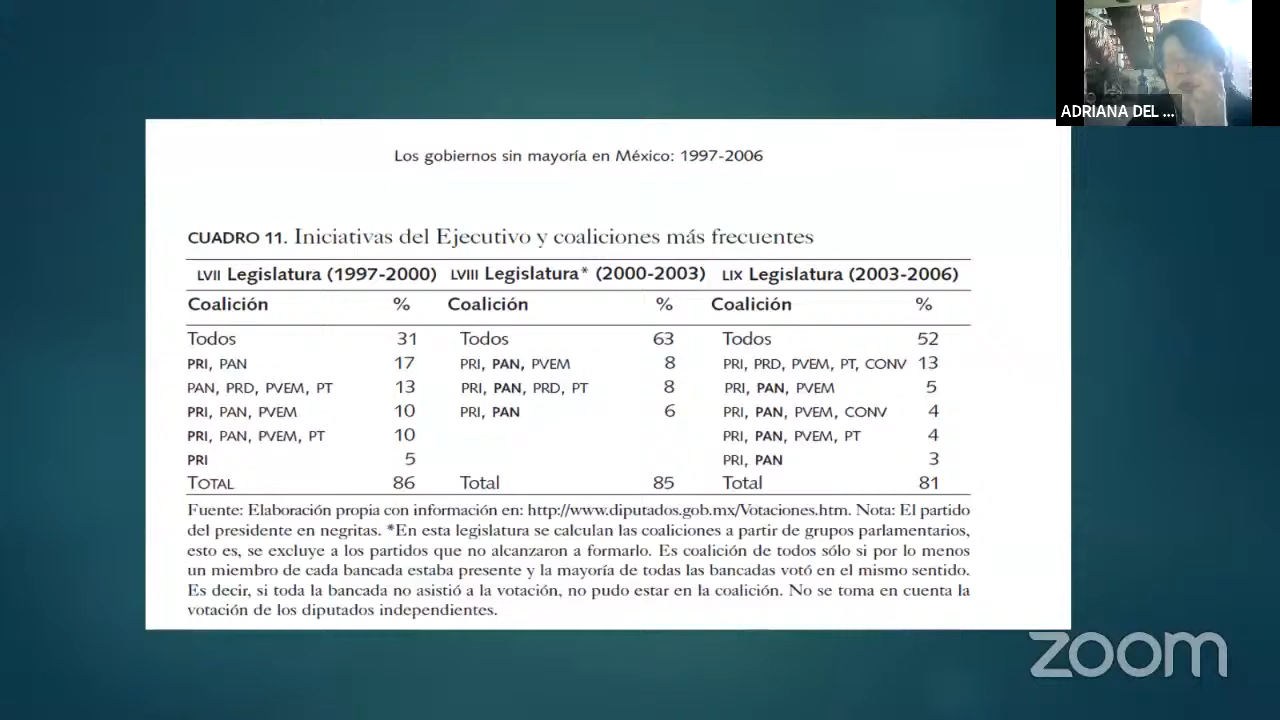 ADRIANA DEL ...
Los gobiernos sin mayoría en México: 1997-2006
CUADRO 11. Iniciativas del Ejecutivo y coaliciones más frecuentes
LVII Legislatura (1997-2000) LVIII Legislatura* (2000-2003) LIX Legislatura (2003-2006)
Coalición % Coalición % Coalición %
Todos 31 Todos 63 Todos 52
PRI, PAN 17 PRI, PAN, PVEM 8 PRI, PRD, PVEM, PT, CONV 13
PAN, PRD, PVEM, PT 13 PRI, PAN, PRD, PT 8 PRI, PAN, PVEM 5
PRI, PAN, PVEM 10 PRI, PAN 6 PRI, PAN, PVEM, CONV 4
PRI, PAN, PVEM, PT 10 PRI, PAN, PVEM, PT 4
PRI 5 PRI, PAN 3
TOTAL 86 Total 85 Total 81
Fuente: Elaboración propia con información en: http://www.diputados.gob.mx/Votaciones.htm. Nota: El partido
del presidente en negritas. *En esta legislatura se calculan las coaliciones a partir de grupos parlamentarios,
esto es, se excluye a los partidos que no alcanzaron a formarlo. Es coalición de todos sólo si por lo menos
un miembro de cada bancada estaba presente y la mayoría de todas las bancadas votó en el mismo sentido.
Es decir, si toda la bancada no asistió a la votación, no pudo estar en la coalición. No se toma en cuenta la
votación de los diputados independientes.
zoom